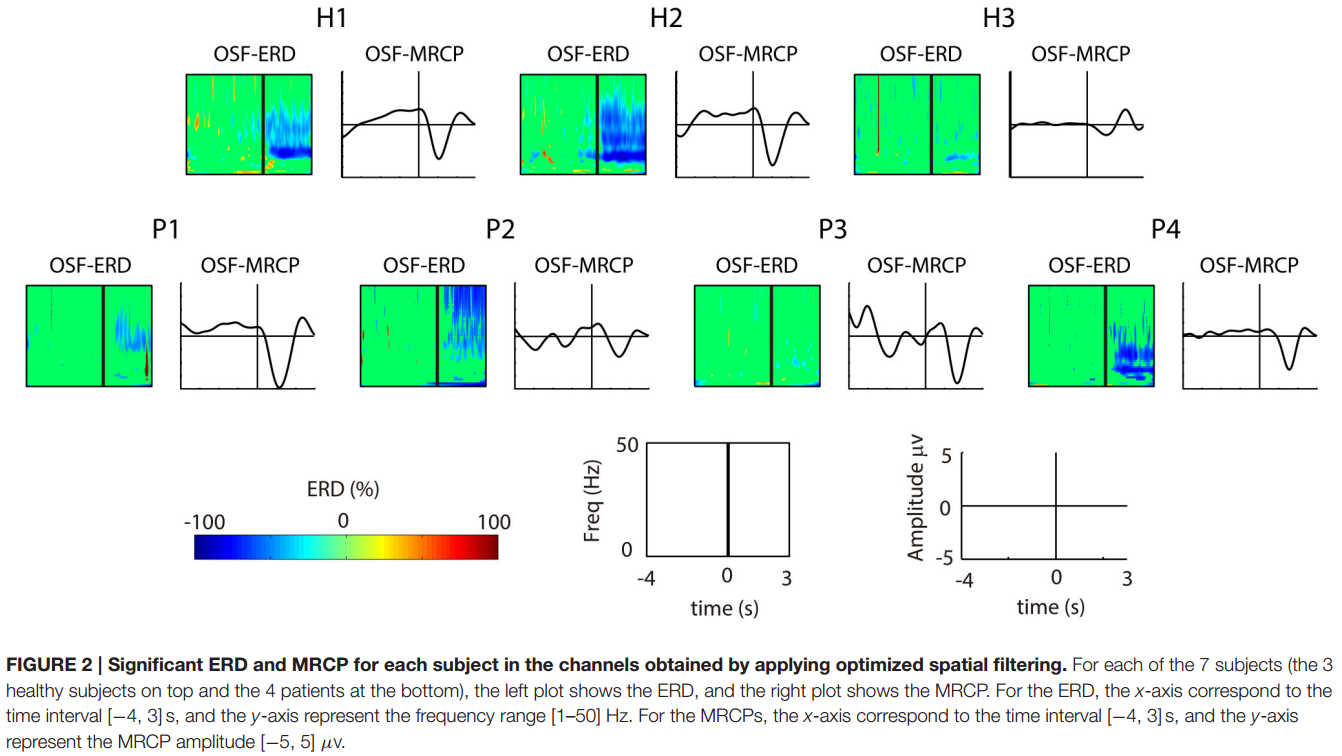 H1 H2 H3
OSF-ERD OSF-MRCP OSF-ERD OSF-MRCP OSF-ERD OSF-MRCP
P1 P2 P3 P4
OSF-ERD OSF-MRCP OSF-ERD OSF-MRCP OSF-ERD OSF-MRCP OSF-ERD OSF-MRCP
ERD (%)
-100 0 100
Freq (Hz)
50
0
-4 0 3
time (s)
Amplitude μv
5
0
-5
-4 0 3
time (s)
FIGURE 2 | Significant ERD and MRCP for each subject in the channels obtained by applying optimized spatial filtering. For each of the 7 subjects (the 3
healthy subjects on top and the 4 patients at the bottom), the left plot shows the ERD, and the right plot shows the MRCP. For the ERD, the x-axis correspond to the
time interval [−4, 3] s, and the y-axis represent the frequency range [1–50] Hz. For the MRCPs, the x-axis correspond to the time interval [−4, 3] s, and the y-axis
represent the MRCP amplitude [−5, 5] μv.